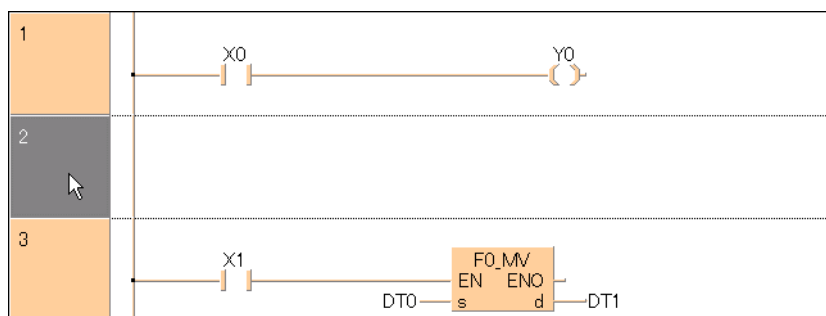 1
X0 Y0
2
3
X1 F0_MV
EN ENO
DT0 s d DT1